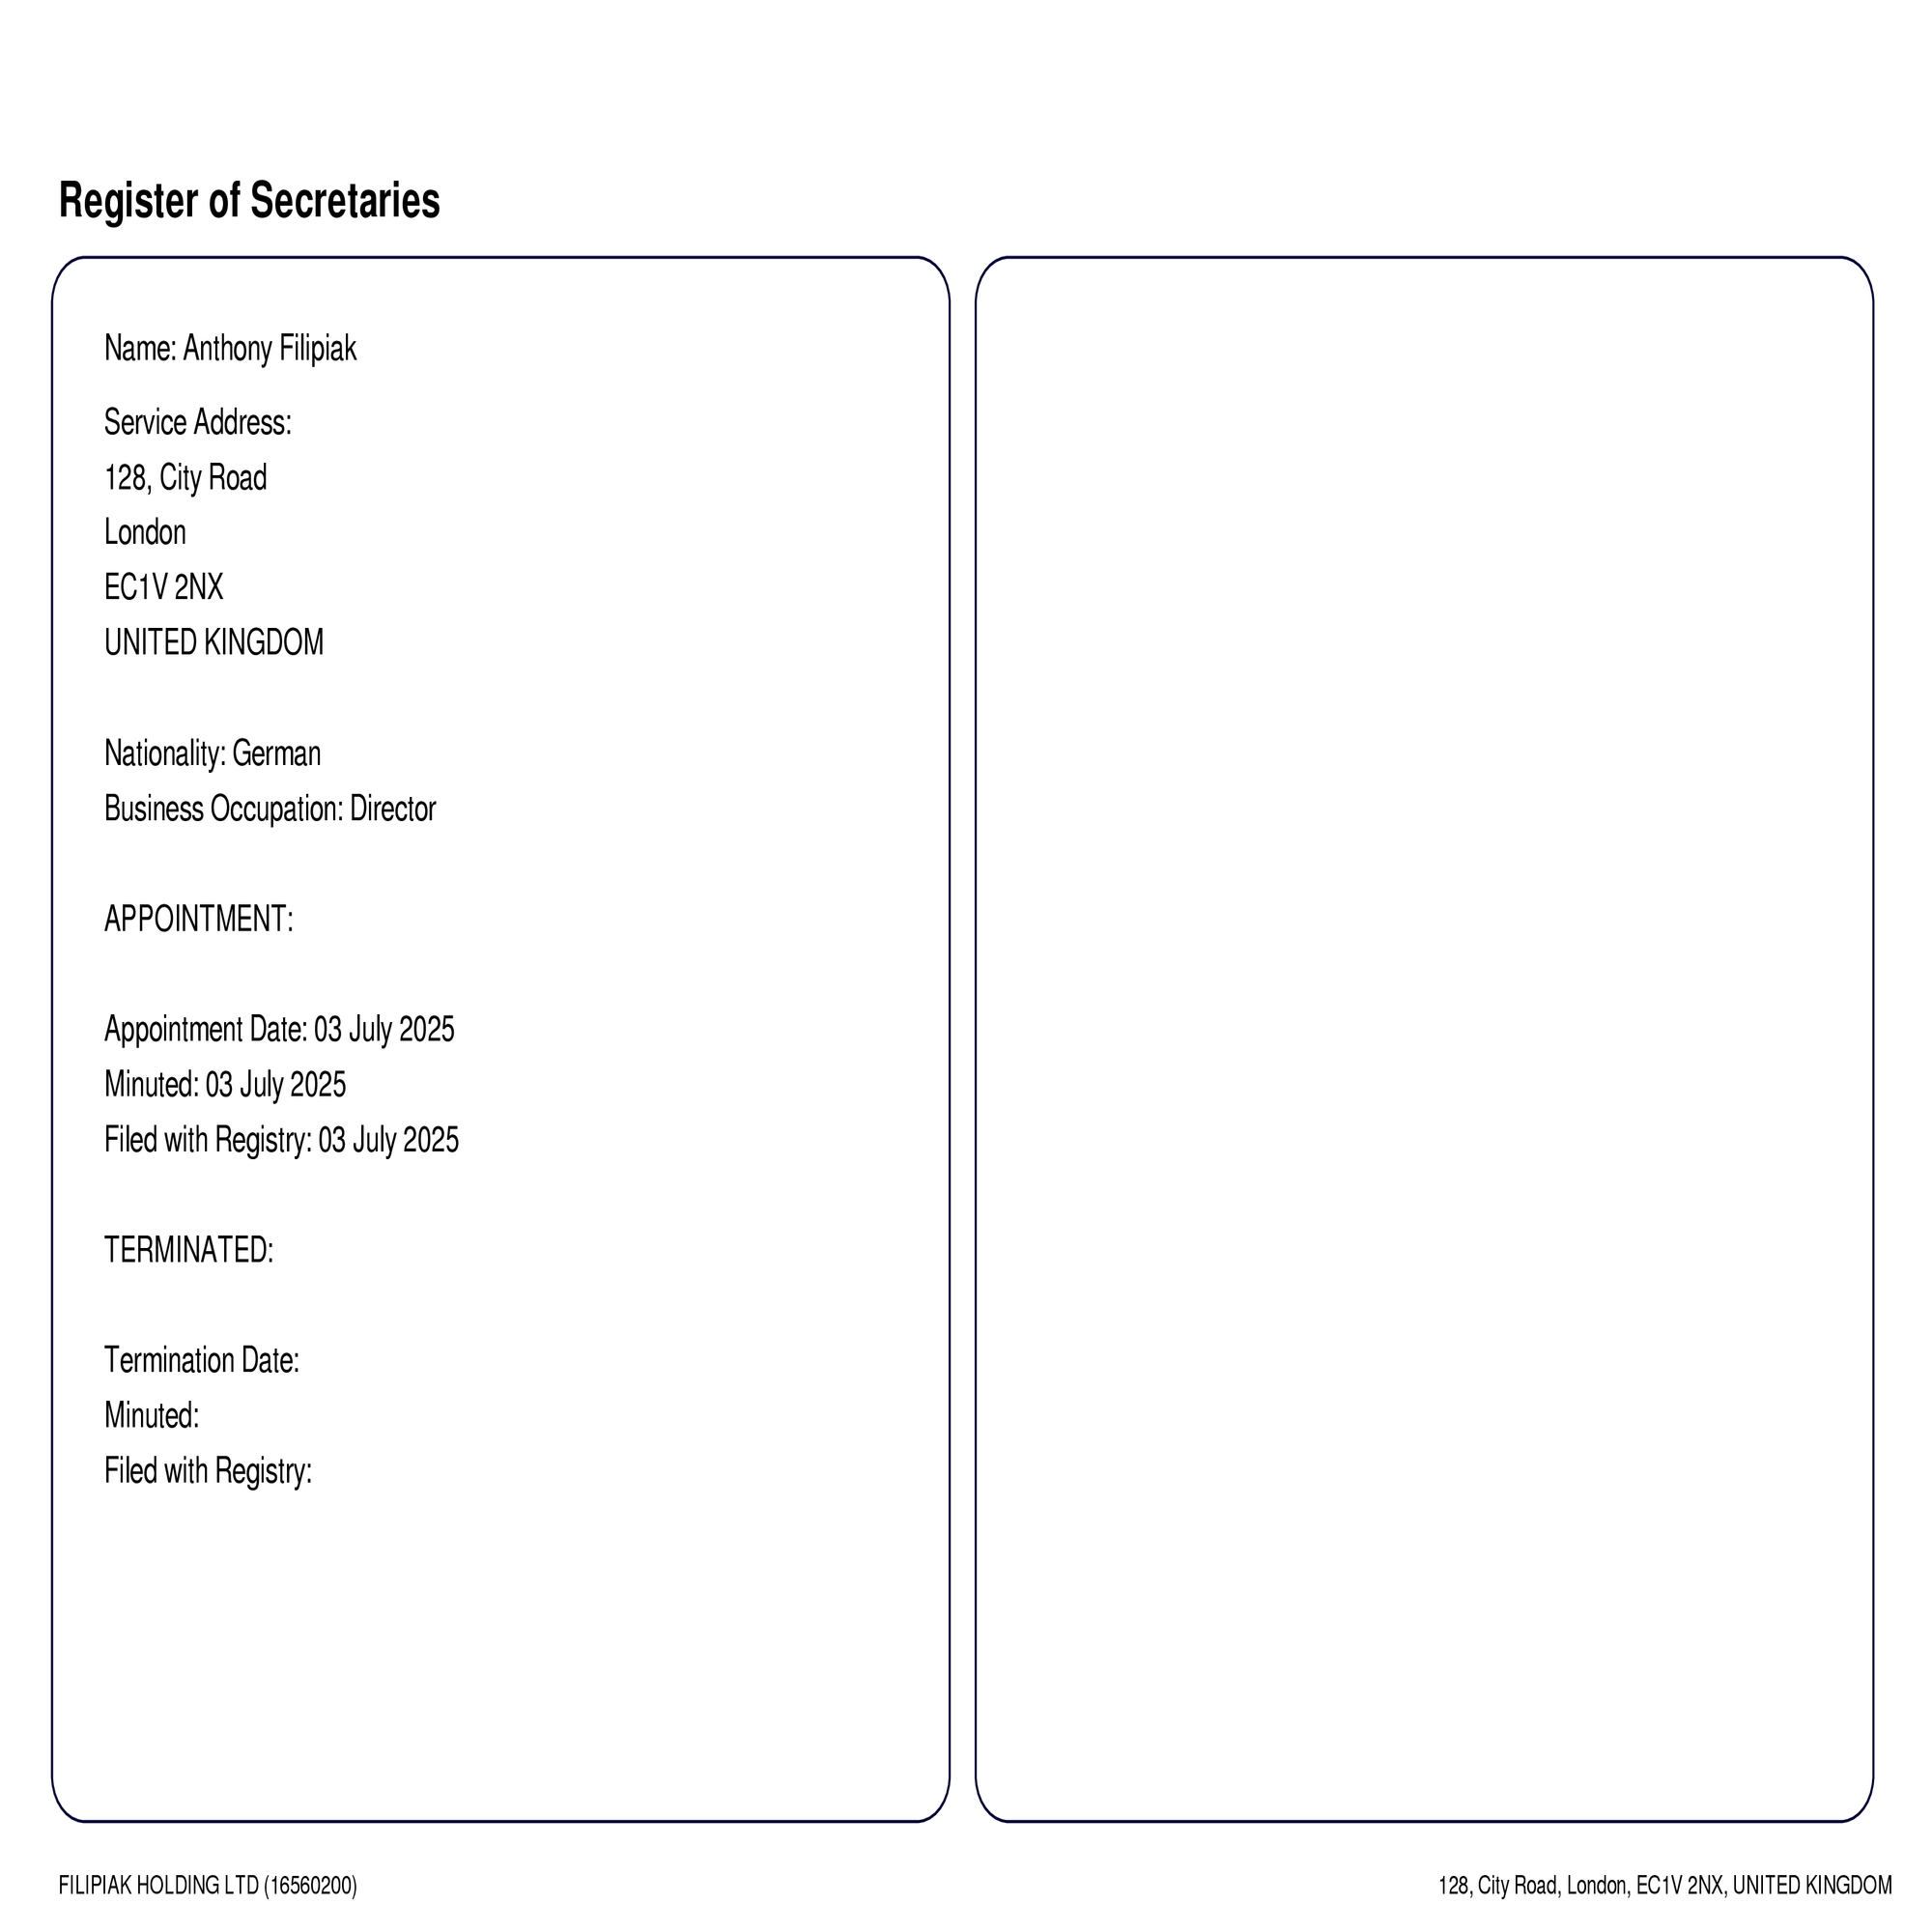 Register of Secretaries
Name: Anthony Filipiak
Service Address:
128, City Road
London
EC1V 2NX
UNITED KINGDOM
Nationality: German
Business Occupation: Director
APPOINTMENT:
Appointment Date: 03 July 2025
Minuted: 03 July 2025
Filed with Registry: 03 July 2025
TERMINATED:
Termination Date:
Minuted:
Filed with Registry:
FILIPIAK HOLDING LTD (16560200)
128, City Road, London, EC1V 2NX, UNITED KINGDOM